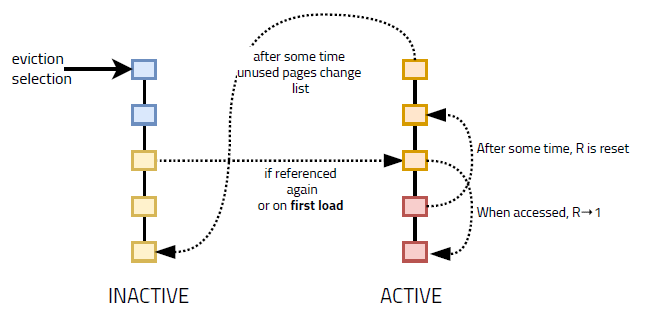 eviction
selection
after some time
unused pages change
list
After some time, R is reset
if referenced
again
or on first load
When accessed, R→1
INACTIVE
ACTIVE